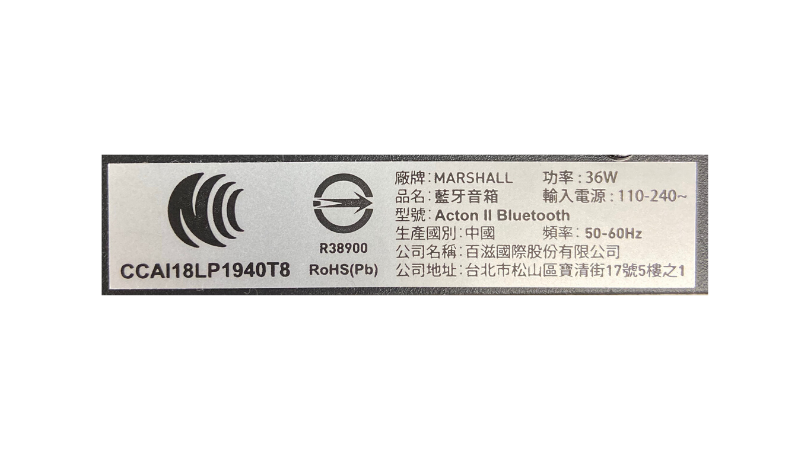 廠牌：MARSHALL 功率：36W
品名：藍牙音箱 輸入電源：110-240~
型號：Acton II Bluetooth
生產國別：中國 頻率：50-60Hz
公司名稱：百滋國際股份有限公司
公司地址：台北市松山區寶清街17號5樓之1
CCAI18LP1940T8
R38900
RoHS(Pb)